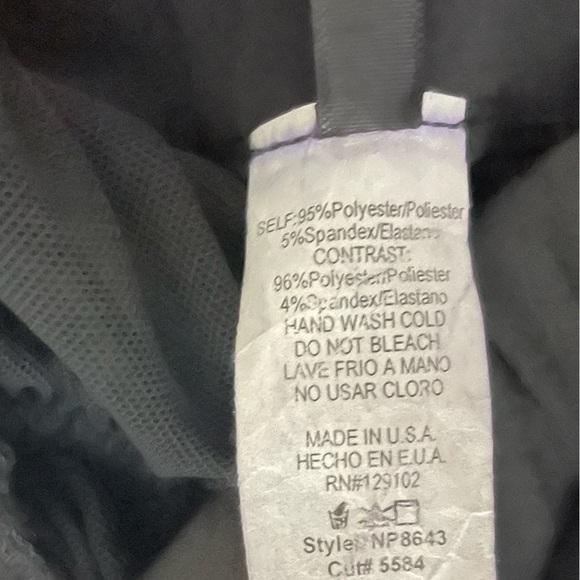 SELF:95%Polyester/Poliester
5%Spandex/Elastano
CONTRAST:
96%Polyester/Poliester
4%Spandex/Elastano
HAND WASH COLD
DO NOT BLEACH
LAVE FRIO A MANO
NO USAR CLORO
MADE IN U.S.A.
HECHO EN E.U.A.
RN#129102
Style: NP8643
Cut# 5584